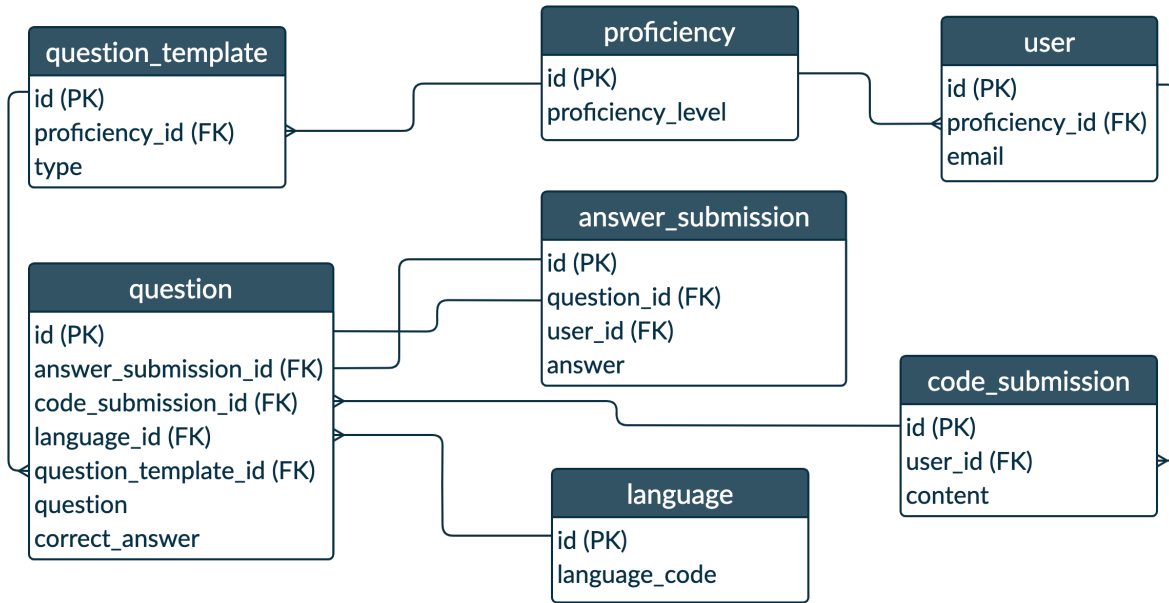 question_template
id (PK)
proficiency_id (FK)
type
proficiency
id (PK)
proficiency_level
user
id (PK)
proficiency_id (FK)
email
answer_submission
id (PK)
question_id (FK)
user_id (FK)
answer
question
id (PK)
answer_submission_id (FK)
code_submission_id (FK)
language_id (FK)
question_template_id (FK)
question
correct_answer
code_submission
id (PK)
user_id (FK)
content
language
id (PK)
language_code